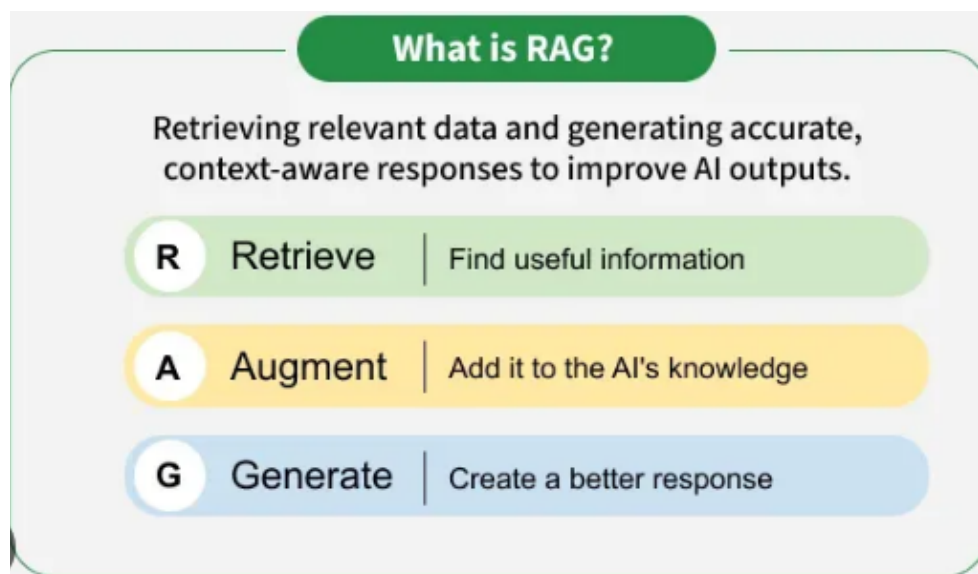 What is RAG?
Retrieving relevant data and generating accurate,
context-aware responses to improve AI outputs.
R Retrieve Find useful information
A Augment Add it to the AI's knowledge
G Generate Create a better response